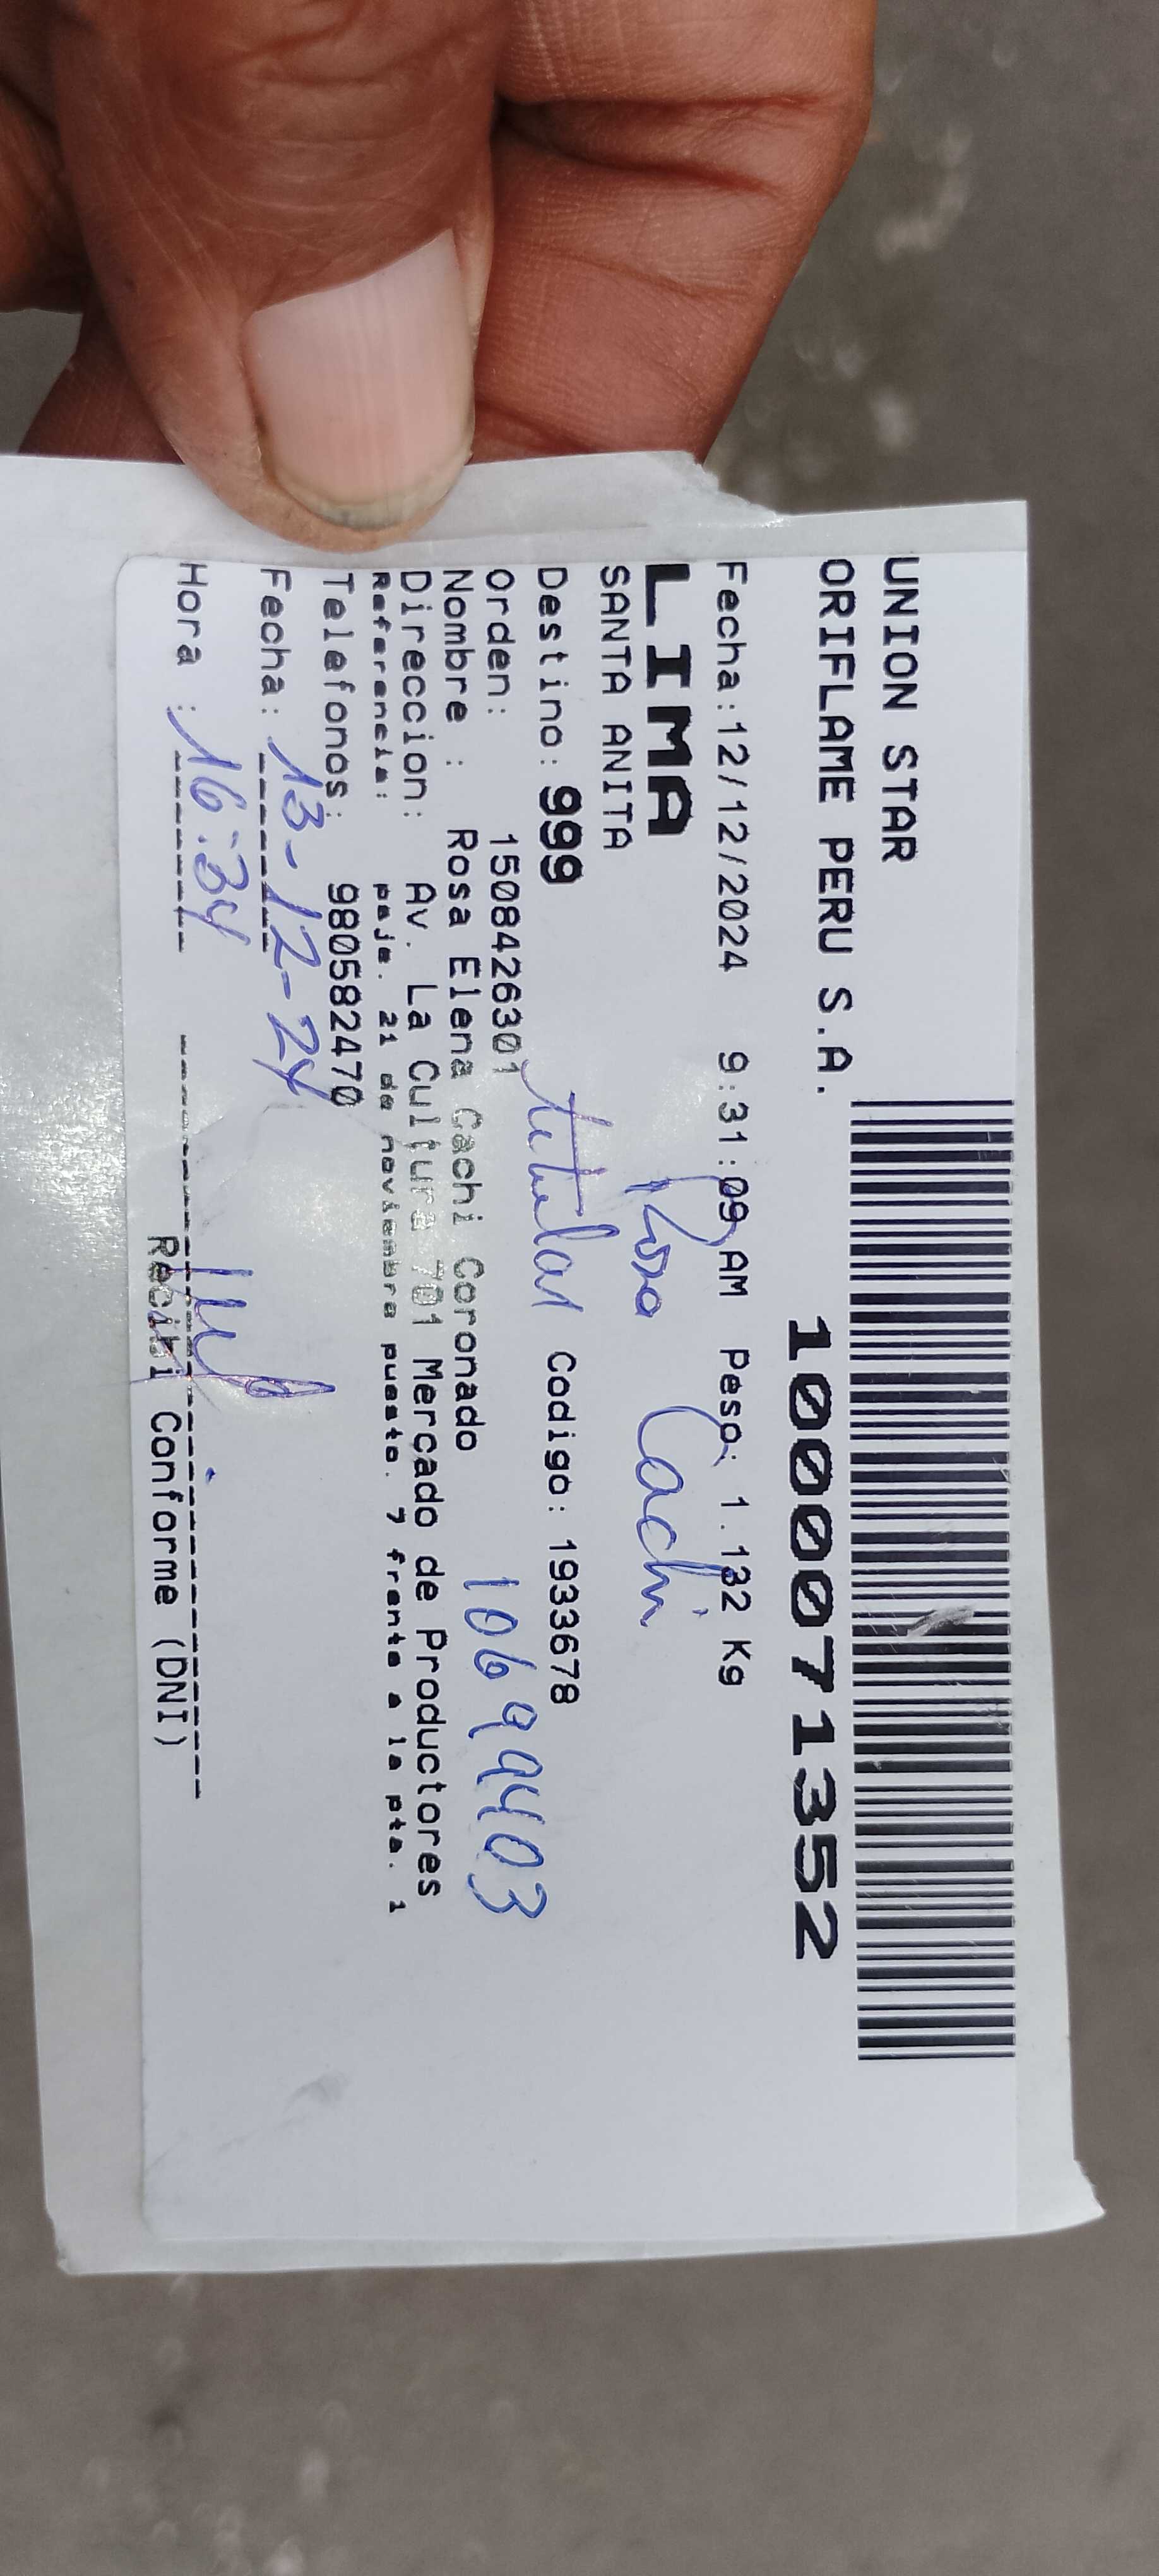 UNION STAR
ORIFLAME PERU S.A.
1000071352
Fecha:12/12/2024 9:31:09 AM Peso: 1.132 Kg
LIMA
Rosa Cachi
SANTA ANITA
titular
Destino: 999 Codigo: 1933678
Orden: 1508426301
10699403
Nombre : Rosa Elena Cachi Coronado
Direccion: Av. La Cultura 701 Mercado de Productores
Referencia: psje. 21 de noviembre puesto. 7 frente a la pta. 1
Telefonos: 980582470
Fecha: 13-12-24
Hora : 16:34
Recibi Conforme (DNI)